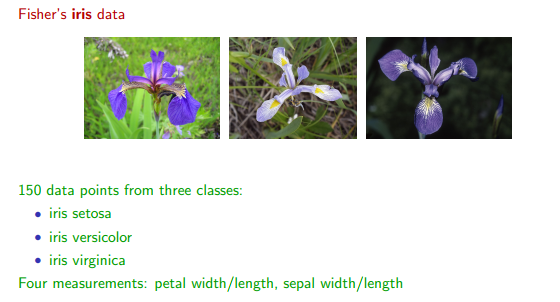 Fisher's iris data
150 data points from three classes:
• iris setosa
• iris versicolor
• iris virginica
Four measurements: petal width/length, sepal width/length